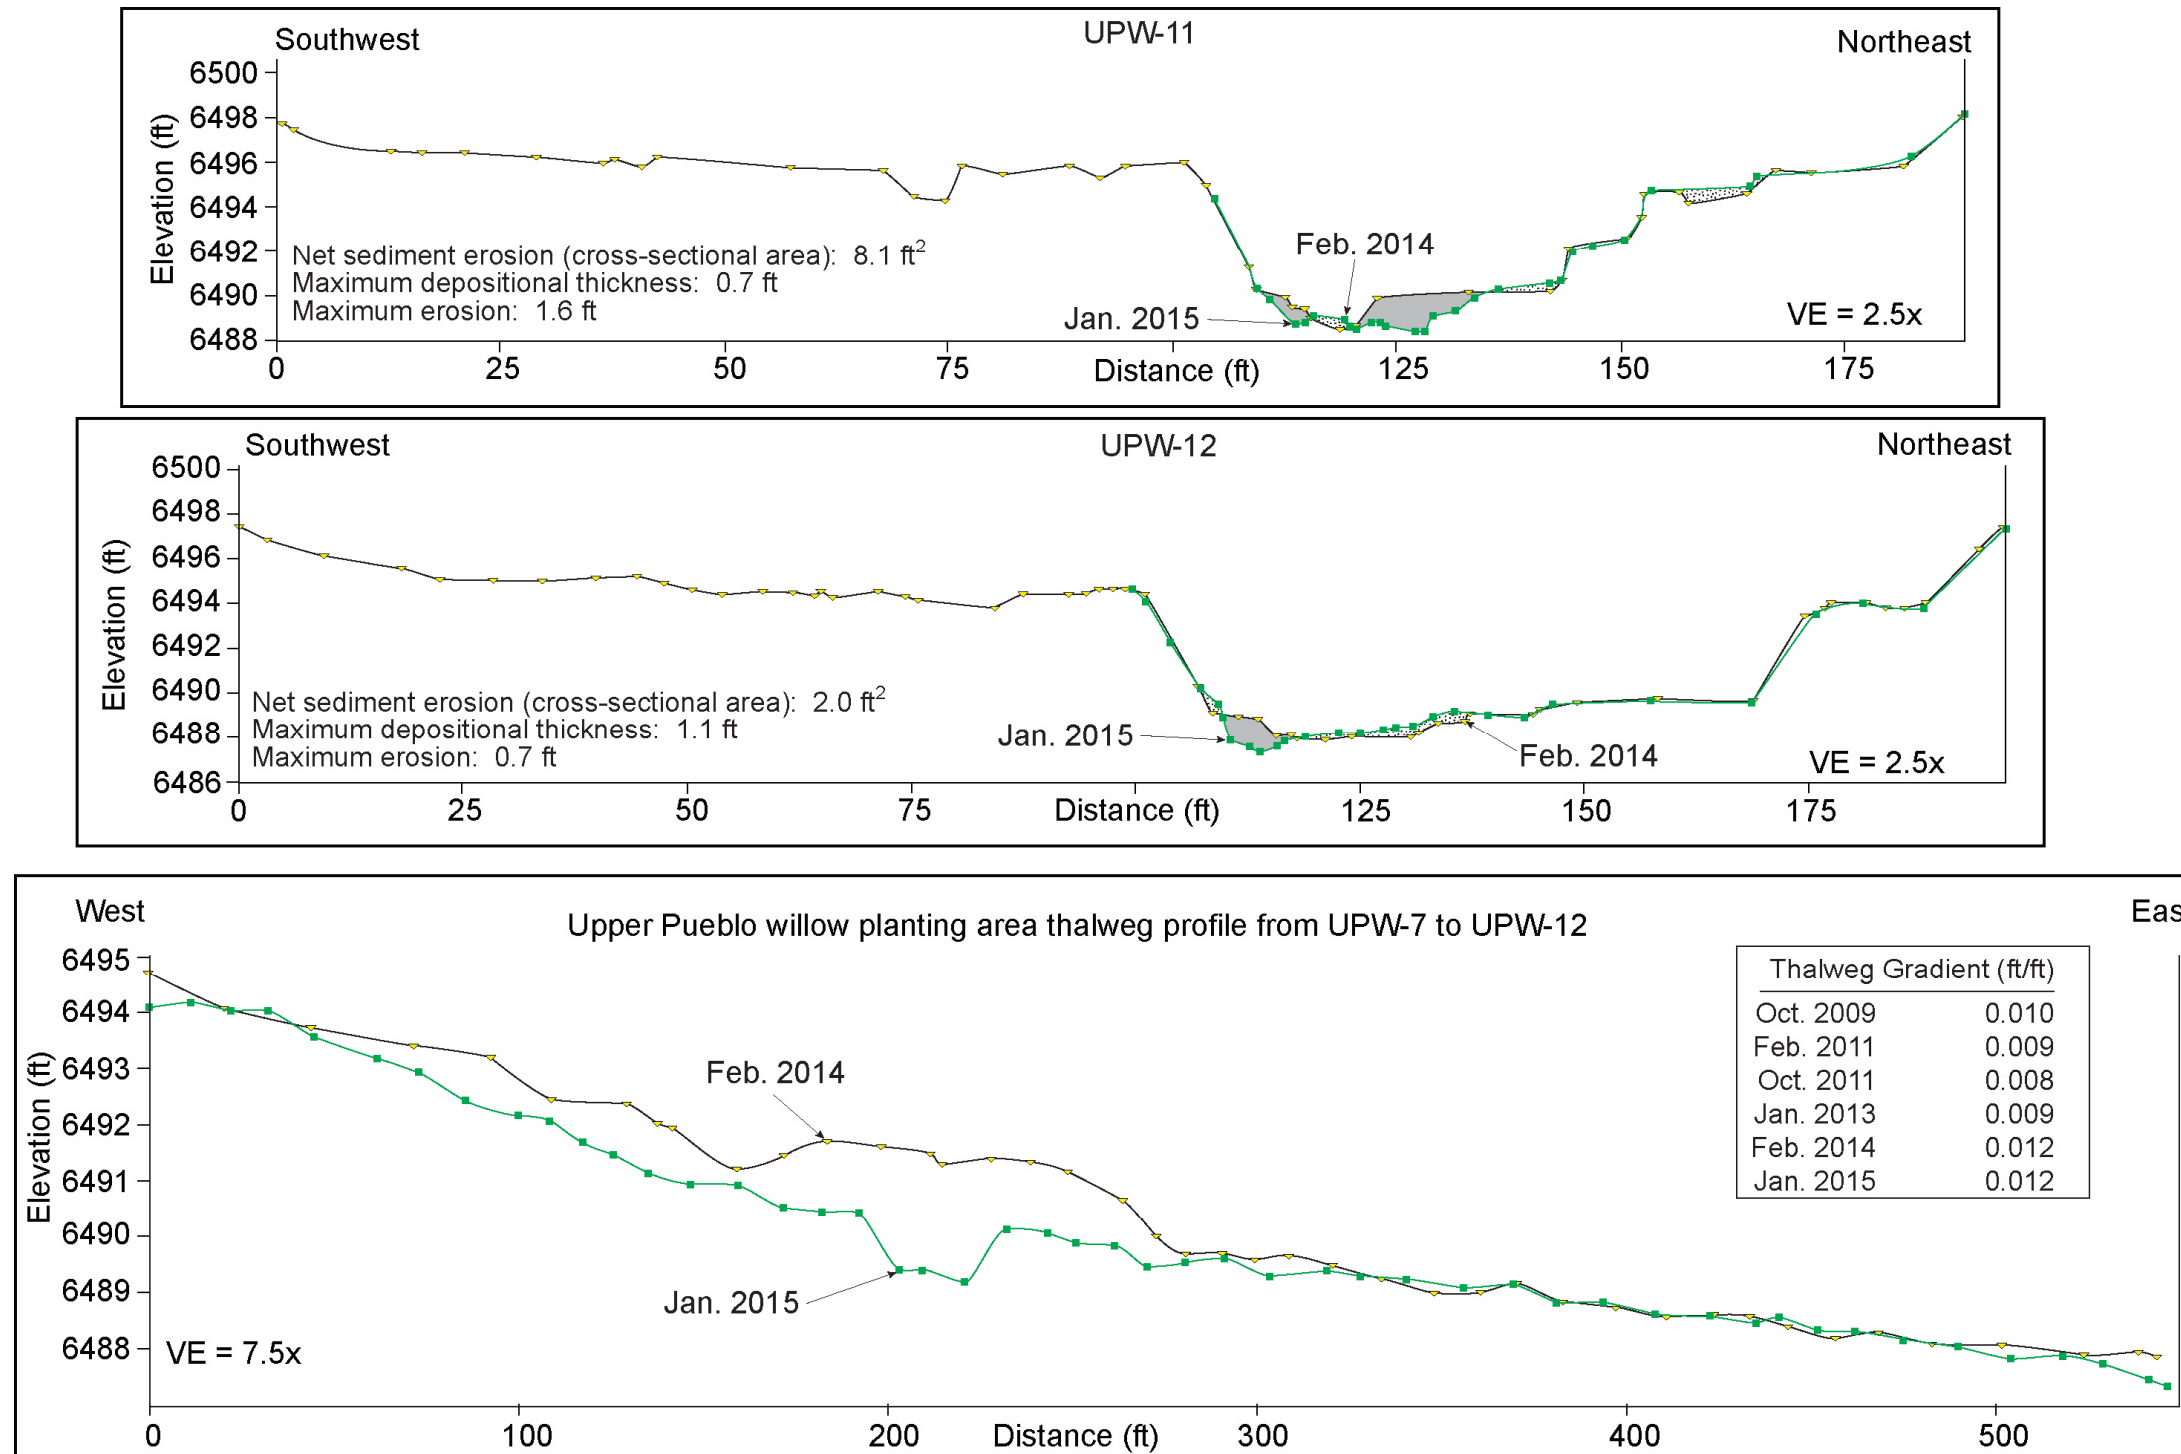 Southwest
UPW-11
Northeast
6500
6498
6496
6494
6492
6490
6488
Elevation (ft)
Net sediment erosion (cross-sectional area): 8.1 ft²
Maximum depositional thickness: 0.7 ft
Maximum erosion: 1.6 ft
Feb. 2014
Jan. 2015
VE = 2.5x
0
25
50
75
Distance (ft)
125
150
175
Southwest
UPW-12
Northeast
6500
6498
6496
6494
6492
6490
6488
6486
Elevation (ft)
Net sediment erosion (cross-sectional area): 2.0 ft²
Maximum depositional thickness: 1.1 ft
Maximum erosion: 0.7 ft
Jan. 2015
Feb. 2014
VE = 2.5x
0
25
50
75
Distance (ft)
125
150
175
West
Eas
Upper Pueblo willow planting area thalweg profile from UPW-7 to UPW-12
6495
6494
6493
6492
6491
6490
6489
6488
Elevation (ft)
Thalweg Gradient (ft/ft)
Oct. 2009 0.010
Feb. 2011 0.009
Oct. 2011 0.008
Jan. 2013 0.009
Feb. 2014 0.012
Jan. 2015 0.012
Feb. 2014
Jan. 2015
VE = 7.5x
0
100
200
Distance (ft)
300
400
500